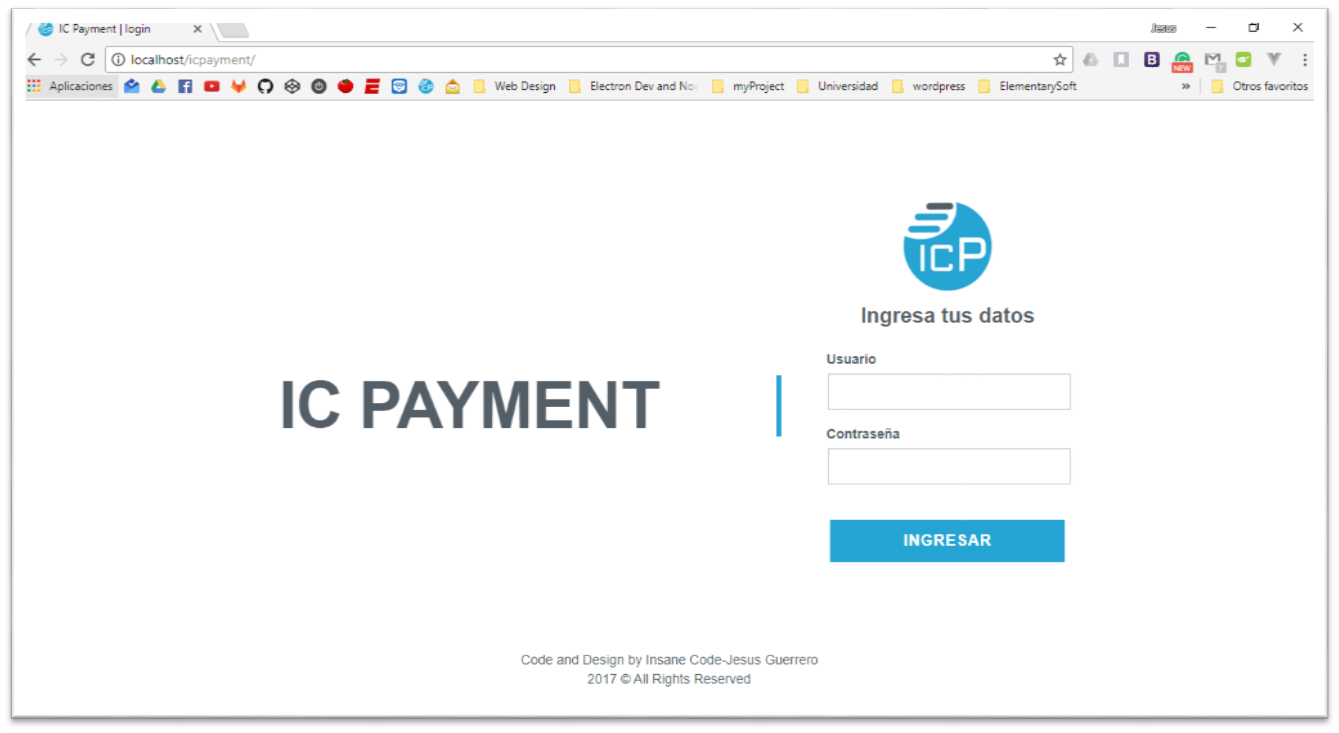 IC Payment | login
Jesus
localhost/icpayment/
Aplicaciones
Web Design
Electron Dev and No
myProject
Universidad
wordpress
ElementarySoft
»
Otros favoritos
B
NEW
ICP
Ingresa tus datos
Usuario
IC PAYMENT
Contraseña
INGRESAR
Code and Design by Insane Code-Jesus Guerrero
2017 © All Rights Reserved